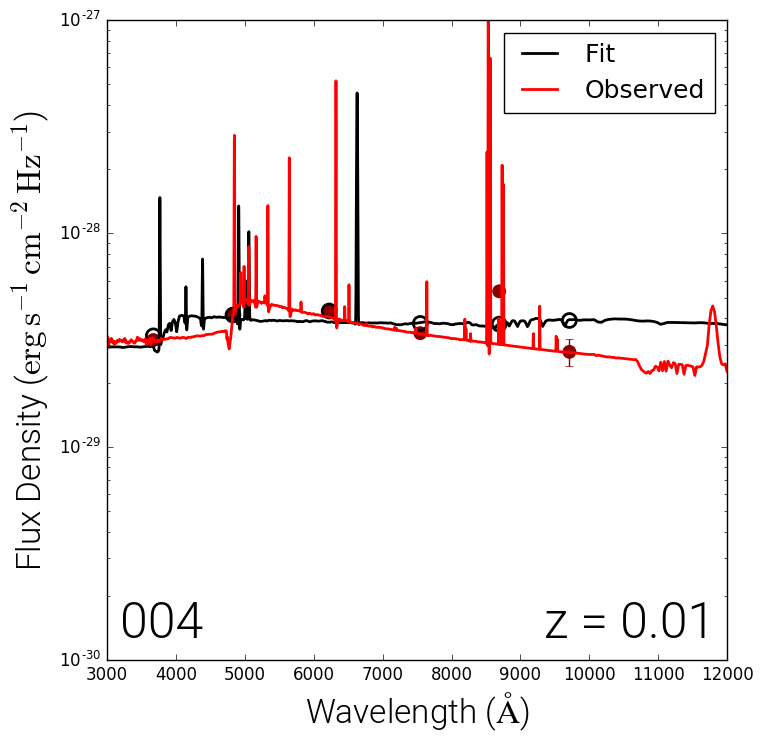 10^-27
10^-28
10^-29
10^-30
Flux Density (erg s^-1 cm^-2 Hz^-1)
Fit
Observed
004
z = 0.01
3000 4000 5000 6000 7000 8000 9000 10000 11000 12000
Wavelength (Å)